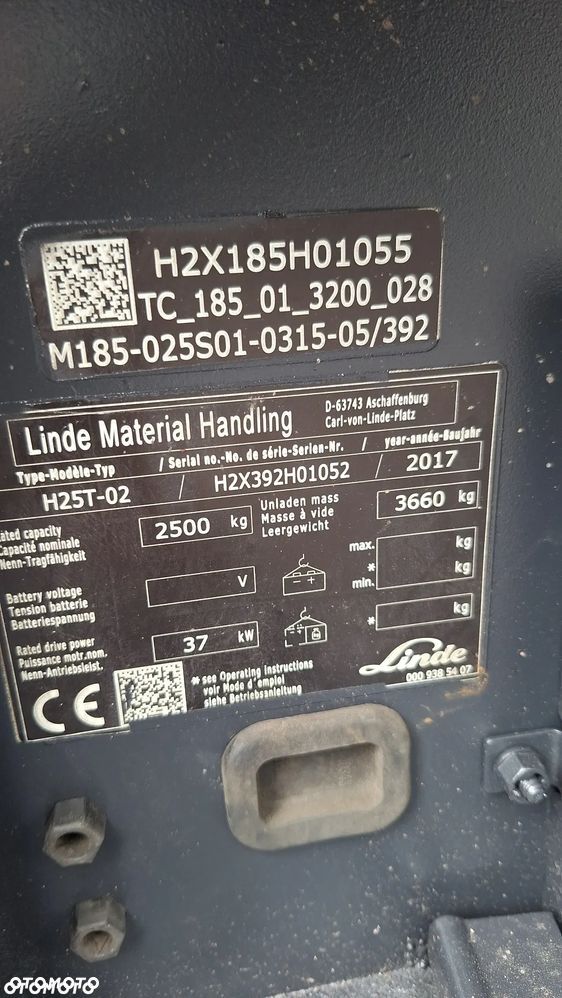 H2X185H01055
TC_185_01_3200_028
M185-025S01-0315-05/392
Linde Material Handling
D-63743 Aschaffenburg
Carl-von-Linde-Platz
Type-Modèle-Typ / Serial no.-No. de série-Serien-Nr. / year-année-Baujahr
H25T-02 / H2X392H01052 / 2017
Rated capacity
Capacité nominale
Nenn-Tragfähigkeit
2500 kg
Unladen mass
Masse à vide
Leergewicht
3660 kg
Battery voltage
Tension batterie
Batteriespannung
V
max. kg
* kg
min.
Rated drive power
Puissance motr.nom.
Nenn-Antriebsleist.
37 kW
* kg
CE
* see Operating Instructions
voir Mode d'emploi
siehe Betriebsanleitung
Linde
000 938 54 07
OTOMOTO